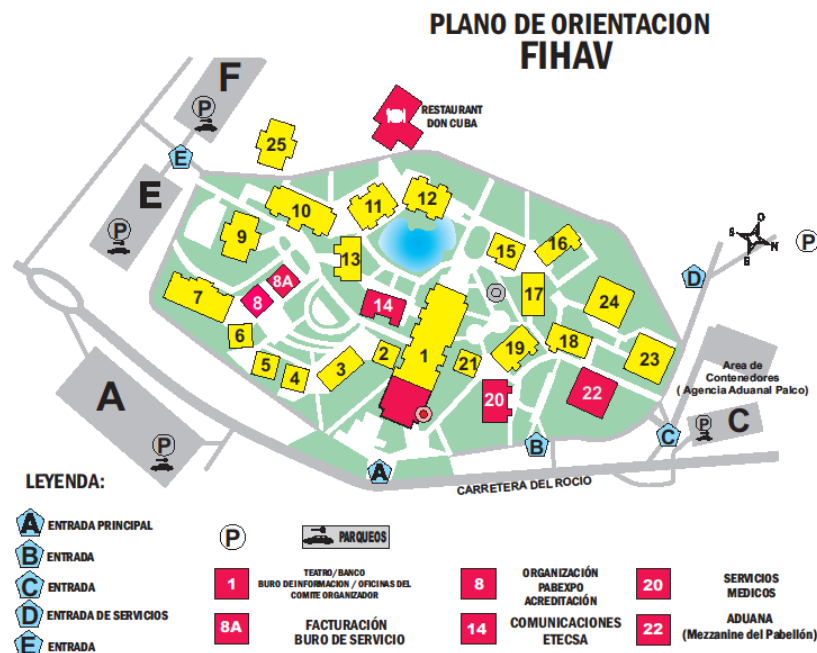 PLANO DE ORIENTACION
FIHAV
F
P
RESTAURANT
DON CUBA
25
E
E
P
12
11
10
9
13
15
16
O
S
N
E
P
D
8A
8
7
14
17
24
6
5
4
3
2
1
21
19
18
23
20
22
Area de
Contenedores
( Agencia Aduanal Palco)
A
P
C
P
C
B
A
CARRETERA DEL ROCIO
LEYENDA:
A ENTRADA PRINCIPAL
B ENTRADA
C ENTRADA
D ENTRADA DE SERVICIOS
E ENTRADA
P PARQUEOS
1 TEATRO/BANCO
BURO DE INFORMACION / OFICINAS DEL
COMITE ORGANIZADOR
8A FACTURACIÓN
BURO DE SERVICIO
8 ORGANIZACIÓN
PABEXPO
ACREDITACIÓN
14 COMUNICACIONES
ETECSA
20 SERVICIOS
MEDICOS
22 ADUANA
(Mezzanine del Pabellón)